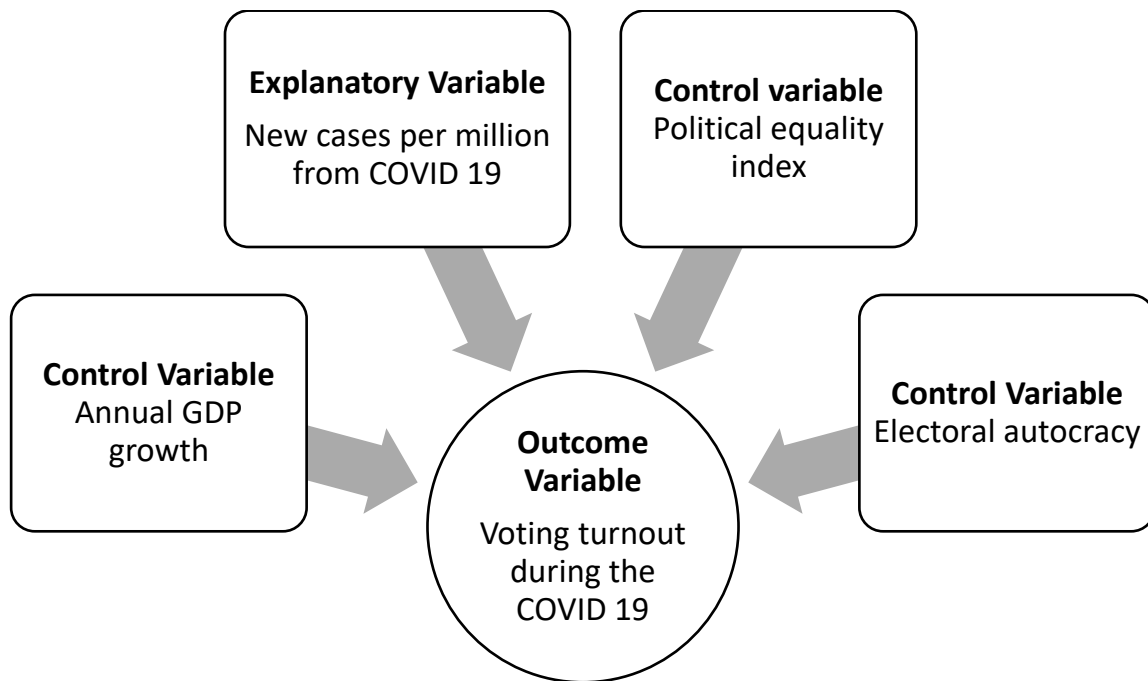 Explanatory Variable
New cases per million
from COVID 19
Control variable
Political equality
index
Control Variable
Annual GDP
growth
Control Variable
Electoral autocracy
Outcome
Variable
Voting turnout
during the
COVID 19